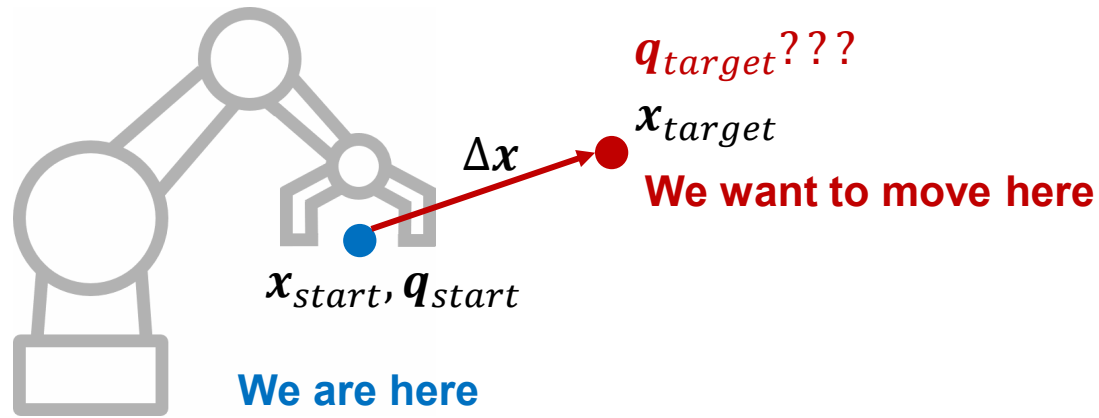 q_target???
x_target
Δx
We want to move here
x_start, q_start
We are here